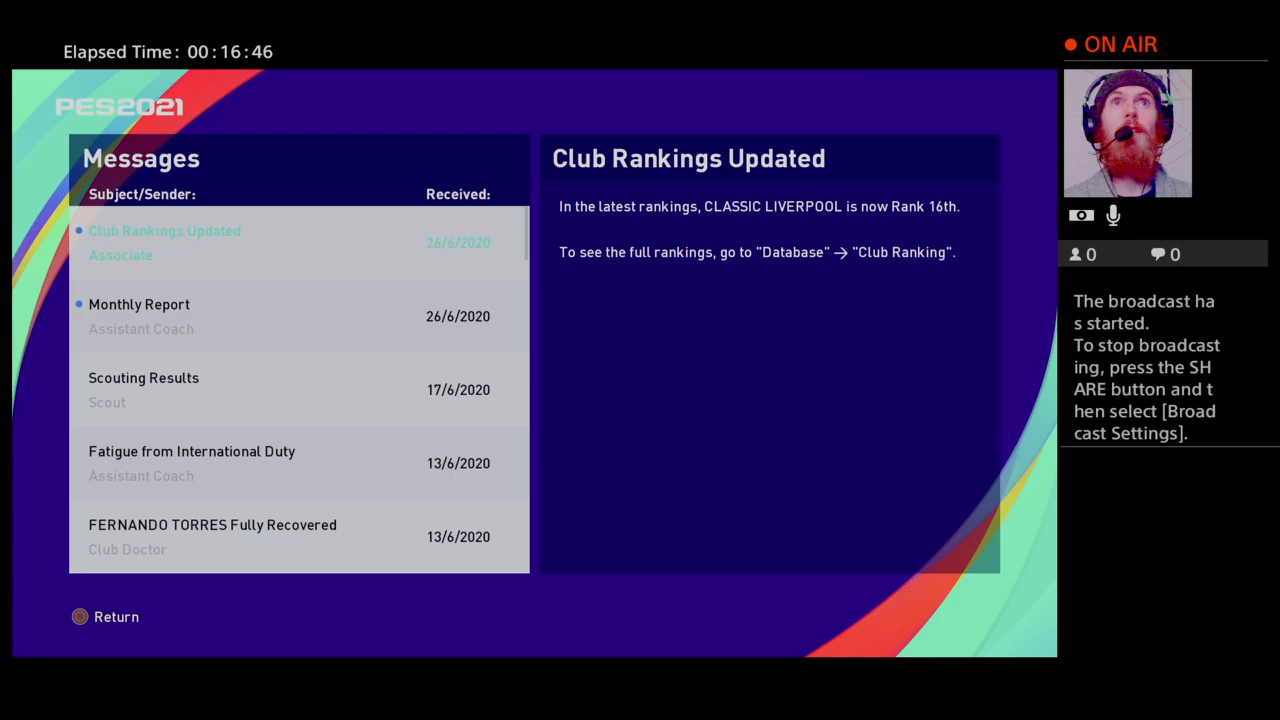 Elapsed Time: 00:16:46
ON AIR
PES2021
Messages
Subject/Sender: Received:
Club Rankings Updated
Associate
26/6/2020
Monthly Report
Assistant Coach
26/6/2020
Scouting Results
Scout
17/6/2020
Fatigue from International Duty
Assistant Coach
13/6/2020
FERNANDO TORRES Fully Recovered
Club Doctor
13/6/2020
Return
Club Rankings Updated
In the latest rankings, CLASSIC LIVERPOOL is now Rank 16th.
To see the full rankings, go to "Database" → "Club Ranking".
0 0
The broadcast ha
s started.
To stop broadcast
ing, press the SH
ARE button and t
hen select [Broad
cast Settings].